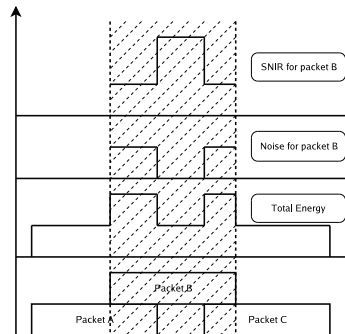 SNIR for packet B
Noise for packet B
Total Energy
Packet B
Packet A
Packet C